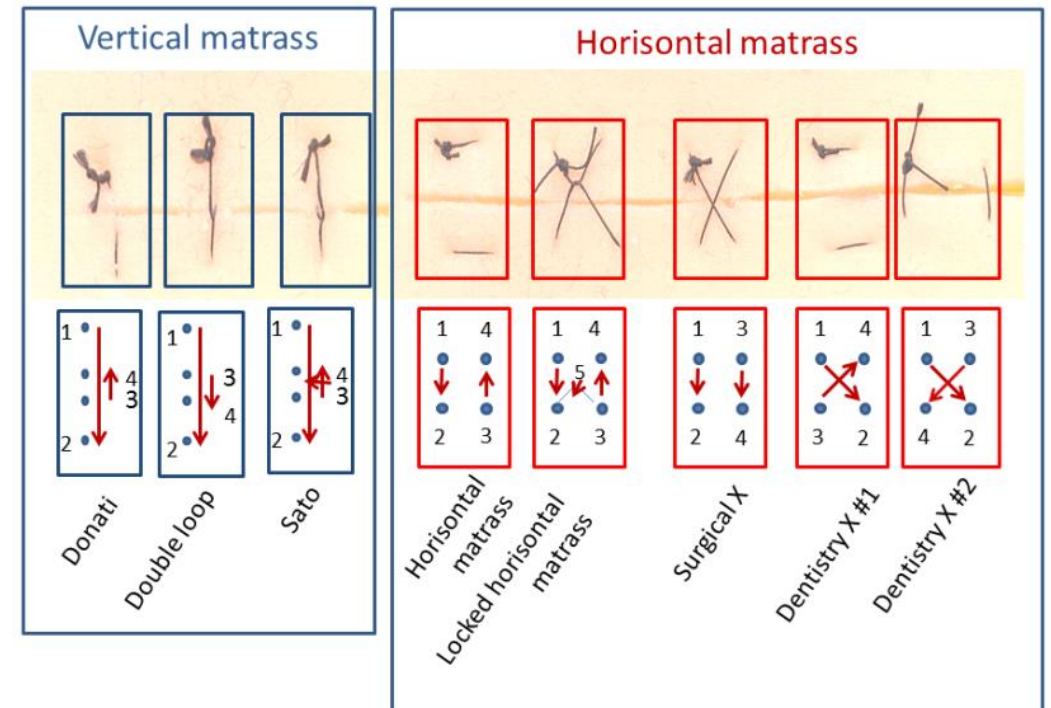 Vertical matrass
Horisontal matrass
1
4
3
2
1
3
4
2
1
4
3
2
1 4
2 3
1 4
5
2 3
1 3
2 4
1 4
3 2
1 3
4 2
Donati
Double loop
Sato
Horisontal
matrass
Locked horisontal
matrass
Surgical X
Dentistry X #1
Dentistry X #2